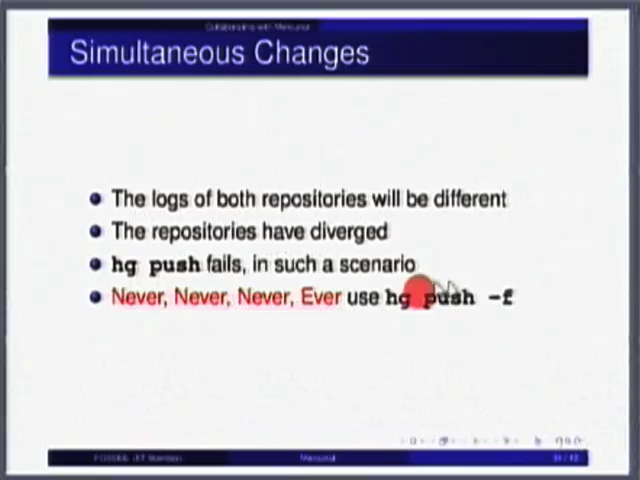 Collaborating with Mercurial
Simultaneous Changes
The logs of both repositories will be different
The repositories have diverged
hg push fails, in such a scenario
Never, Never, Never, Ever use hg push -f
Mercurial